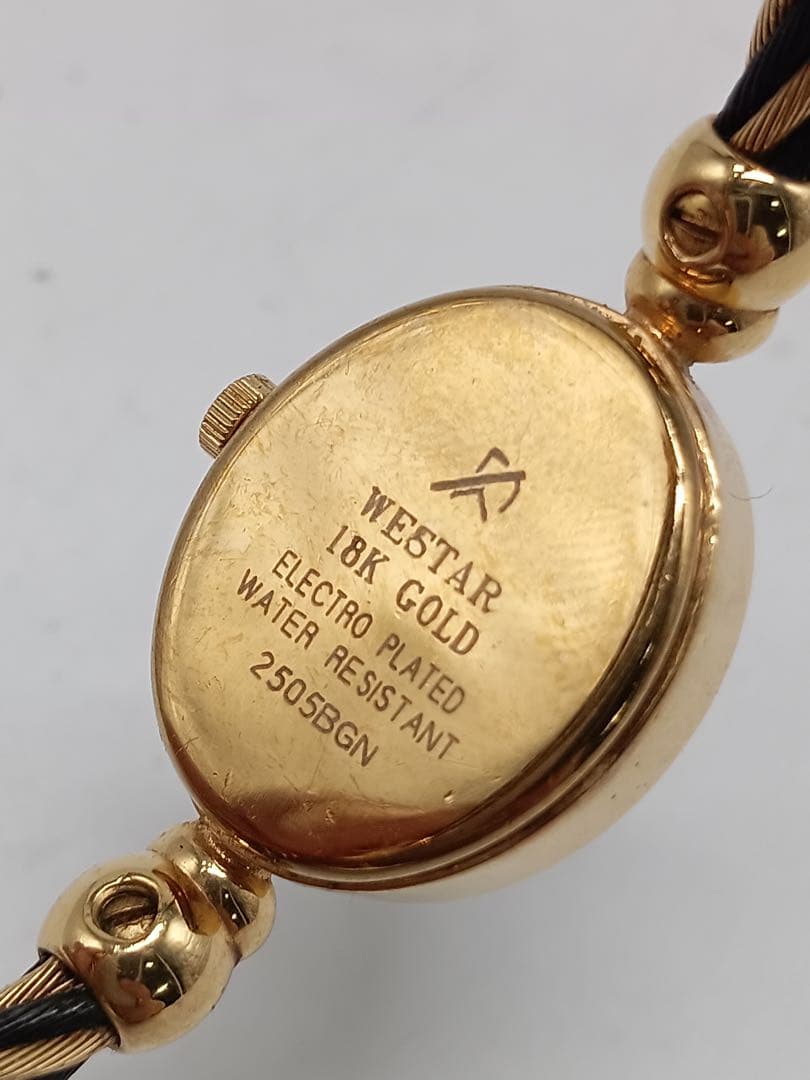 WESTAR
18K GOLD
ELECTRO PLATED
WATER RESISTANT
2505BGN